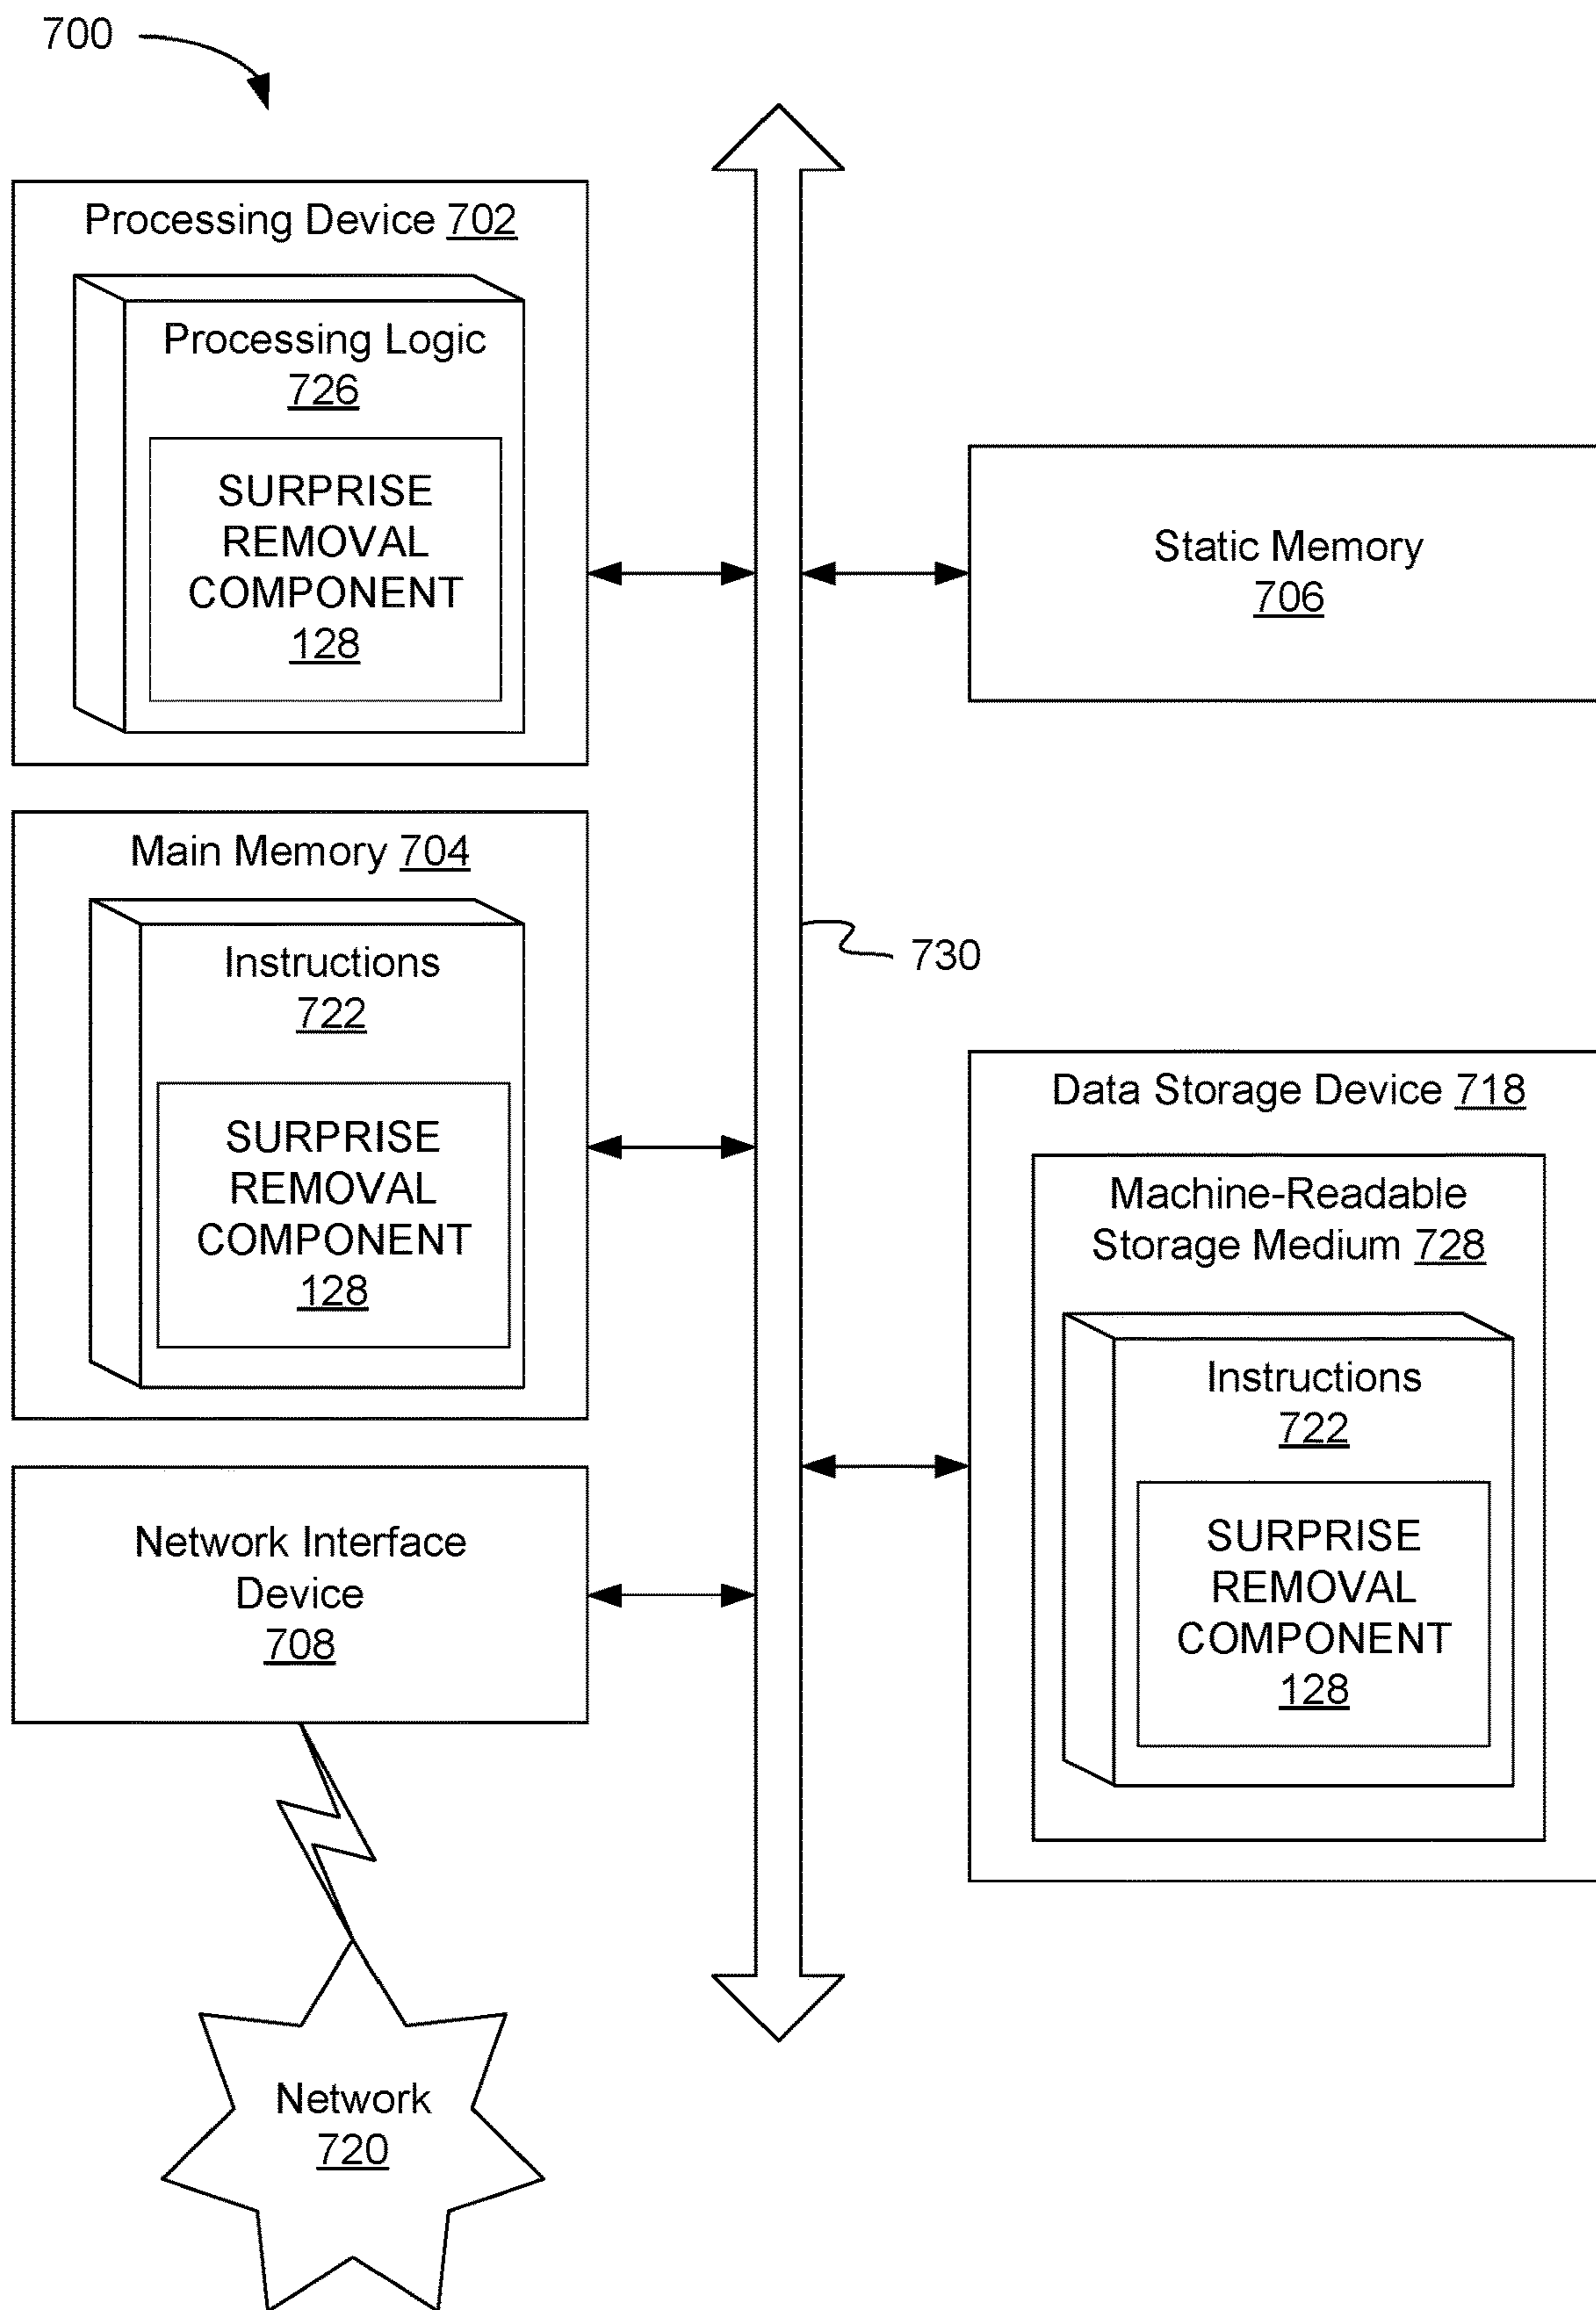 700
Processing Device 702
Processing Logic
726
SURPRISE
REMOVAL
COMPONENT
128
Static Memory
706
Main Memory 704
Instructions
722
SURPRISE
REMOVAL
COMPONENT
128
730
Data Storage Device 718
Machine-Readable
Storage Medium 728
Instructions
722
SURPRISE
REMOVAL
COMPONENT
128
Network Interface
Device
708
Network
720